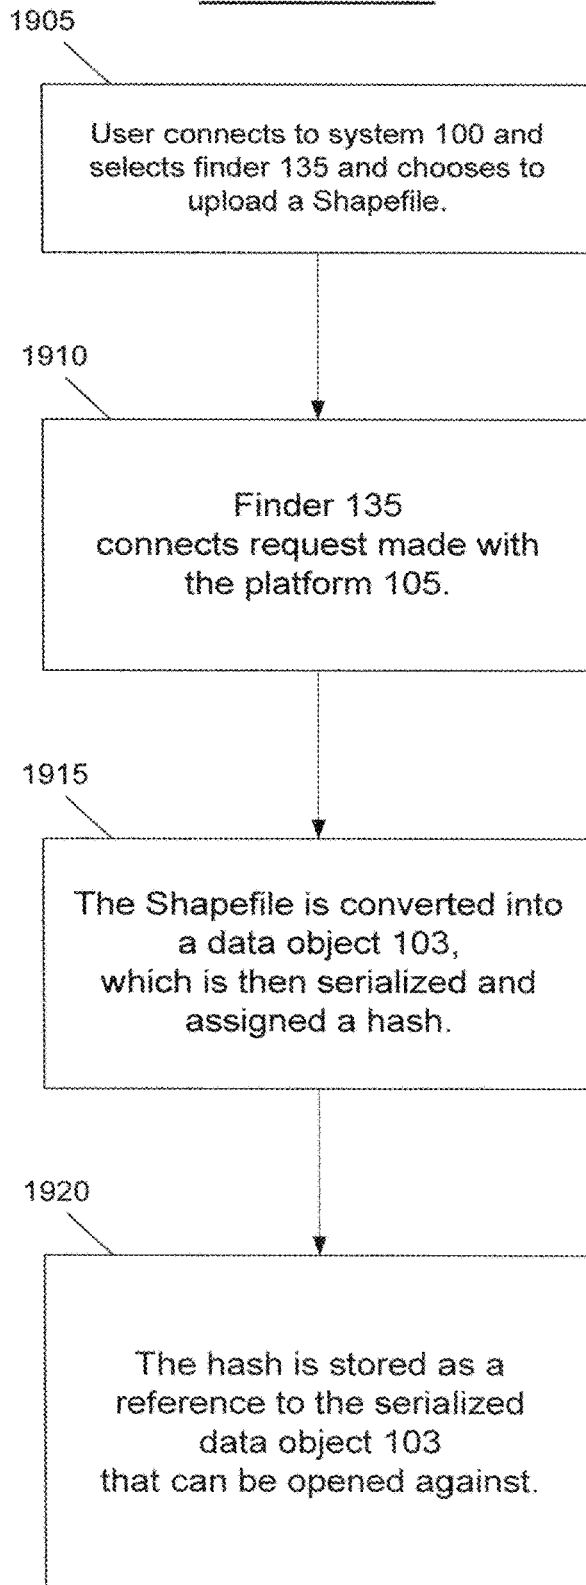 1905
User connects to system 100 and
selects finder 135 and chooses to
upload a Shapefile.
1910
Finder 135
connects request made with
the platform 105.
1915
The Shapefile is converted into
a data object 103,
which is then serialized and
assigned a hash.
1920
The hash is stored as a
reference to the serialized
data object 103
that can be opened against.